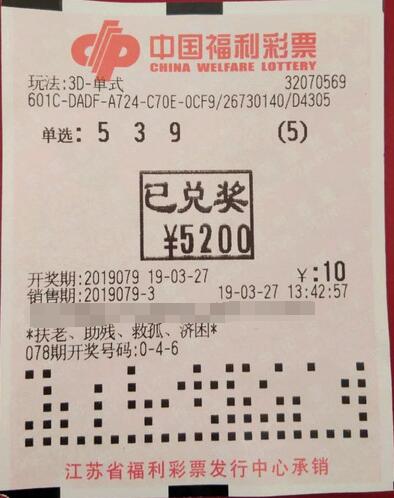 中国福利彩票
CHINA WELFARE LOTTERY
玩法:3D-单式 32070569
601C-DADF-A724-C70E-0CF9/26730140/D4305
单选: 5 3 9 (5)
已兑奖
¥5200
开奖期:2019079 19-03-27 ¥:10
销售期:2019079-3 19-03-27 13:42:57
*扶老、助残、救孤、济困*
078期开奖号码:0-4-6
江苏省福利彩票发行中心承销